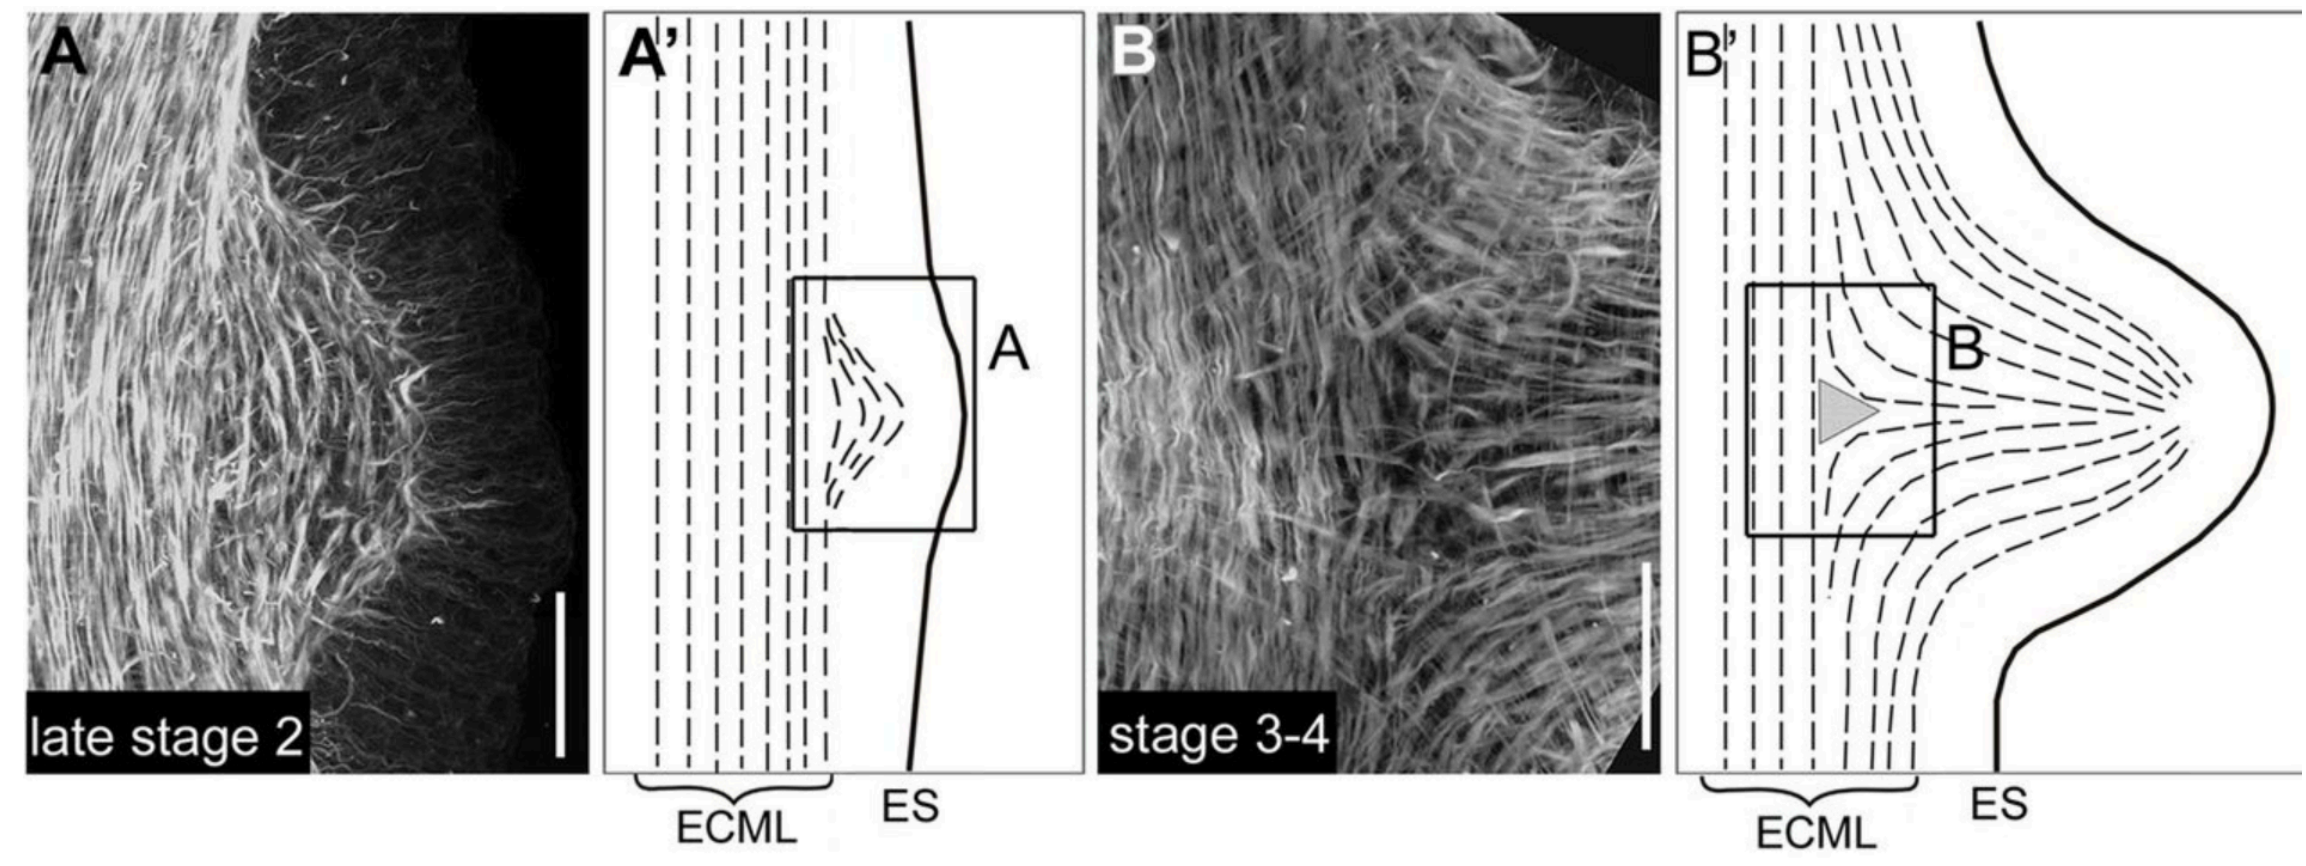 A
late stage 2
A’
A
ECML
ES
B
stage 3-4
B’
B
ECML
ES